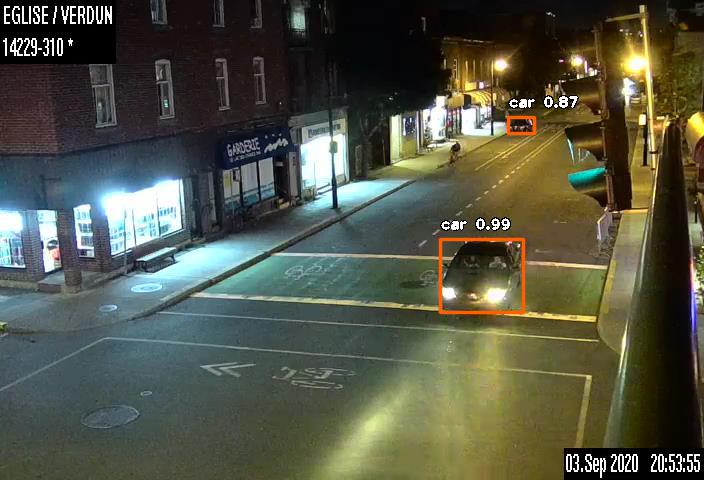 EGLISE / VERDUN
14229-310 *
car 0.87
GARDERIE
car 0.99
03.Sep 2020 20:53:55